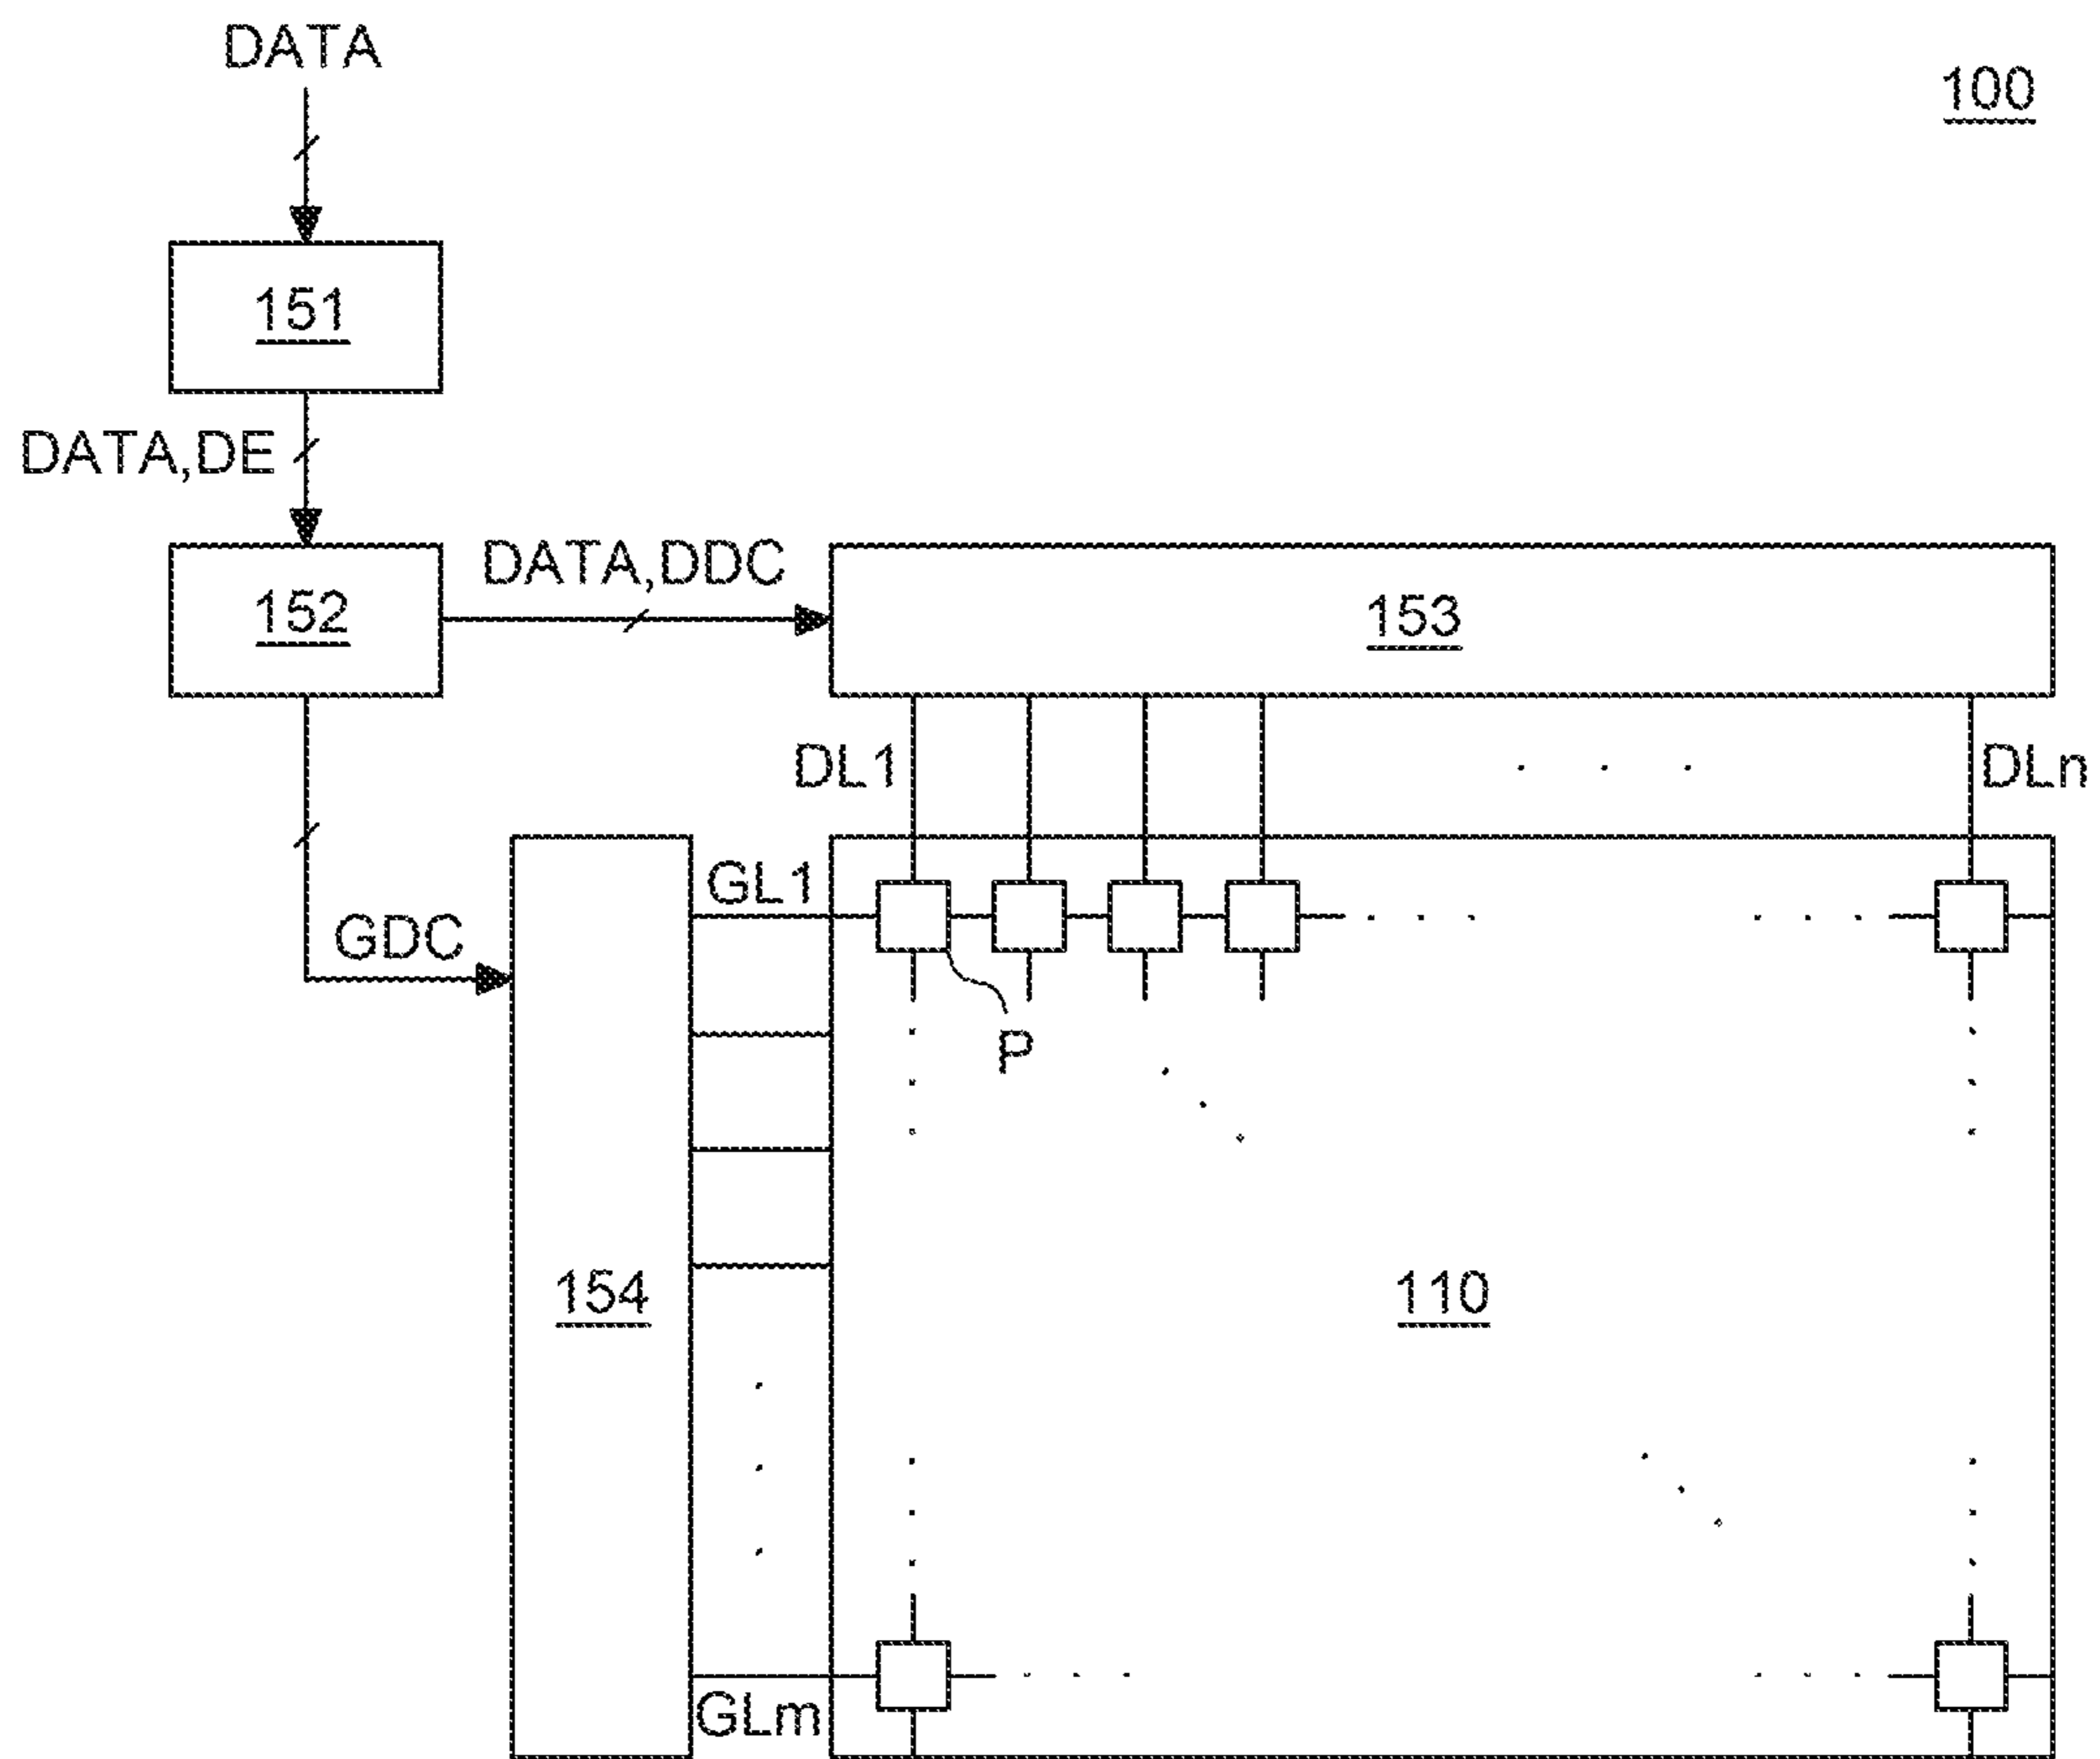 DATA
100
151
DATA,DE
DATA,DDC
152
153
DL1
DLn
GL1
GDC
P
154
110
GLm